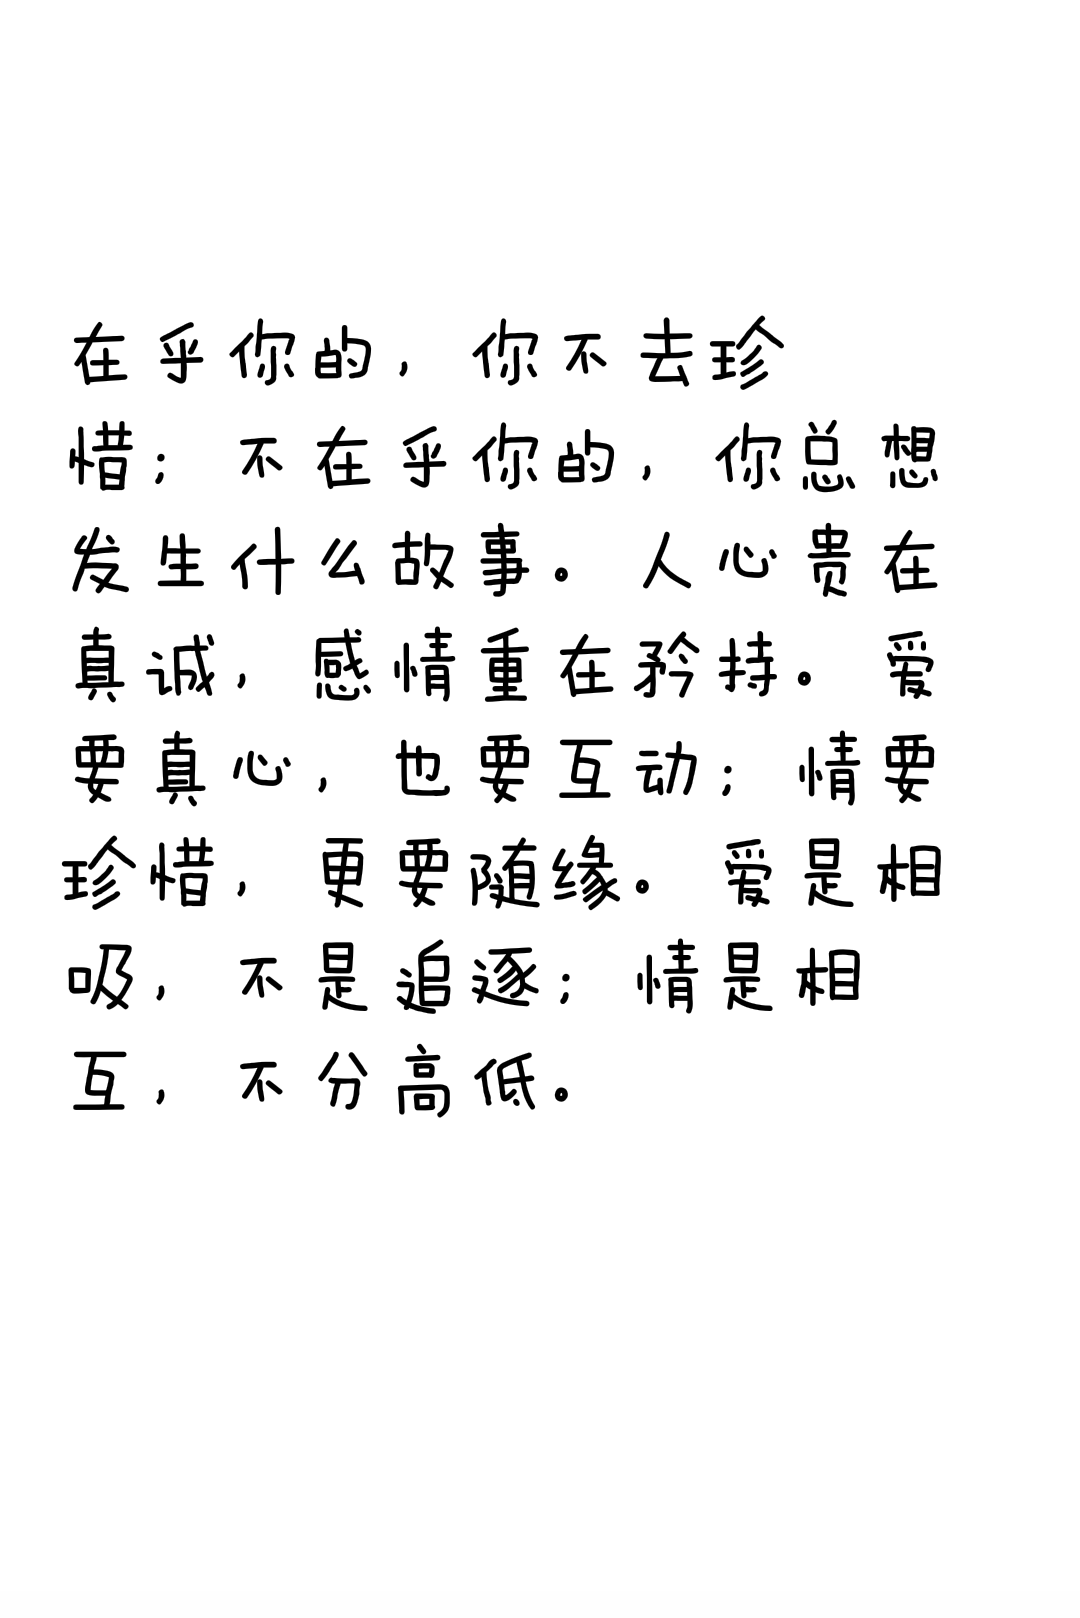 在乎你的，你不去珍
惜；不在乎你的，你总想
发生什么故事。人心贵在
真诚，感情重在矜持。爱
要真心，也要互动；情要
珍惜，更要随缘。爱是相
吸，不是追逐；情是相
互，不分高低。